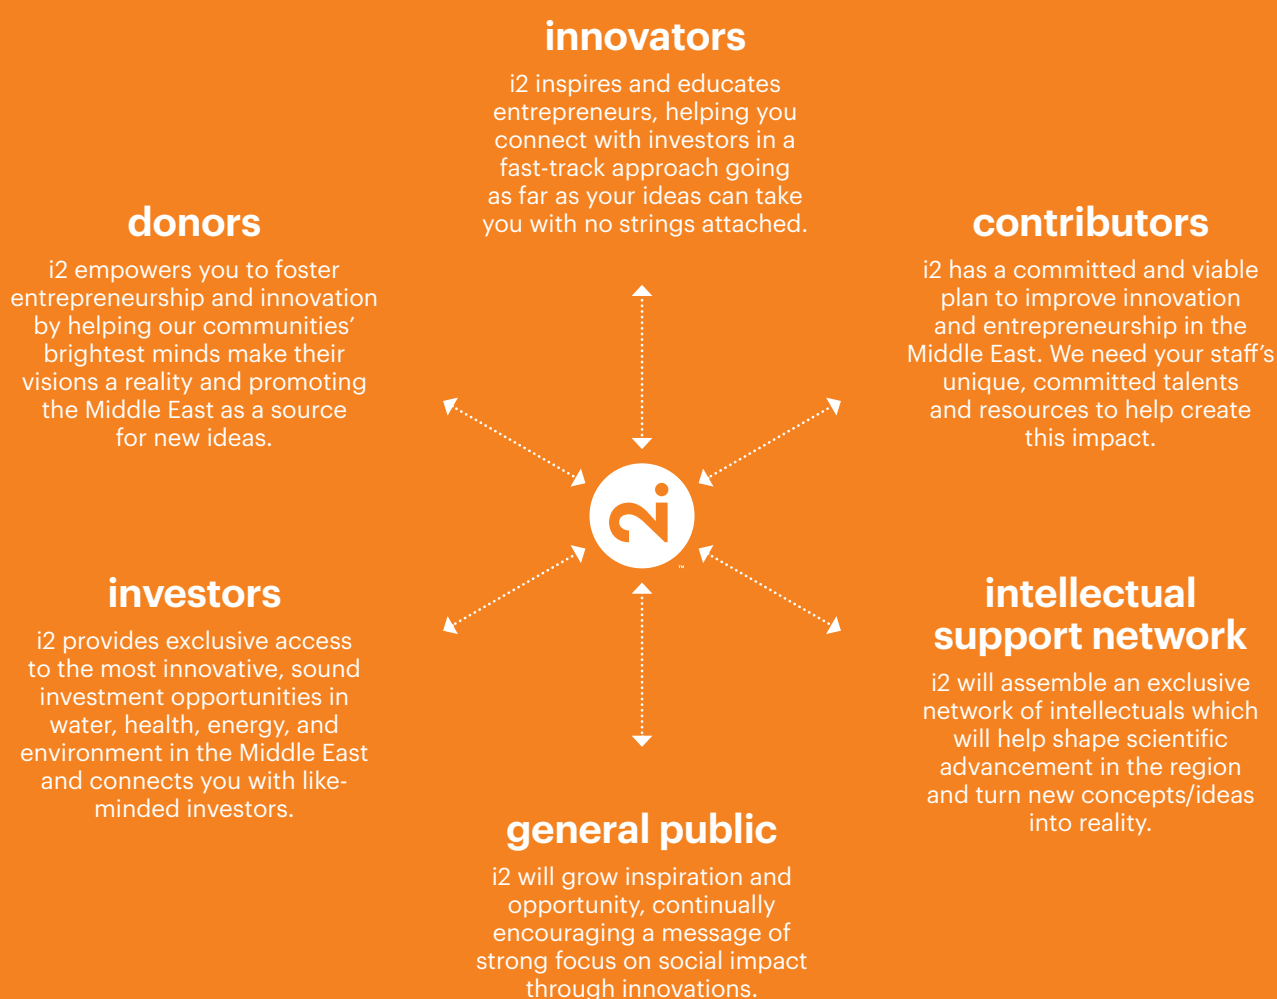 innovators
i2 inspires and educates
entrepreneurs, helping you
connect with investors in a
fast-track approach going
as far as your ideas can take
you with no strings attached.
donors
i2 empowers you to foster
entrepreneurship and innovation
by helping our communities’
brightest minds make their
visions a reality and promoting
the Middle East as a source
for new ideas.
contributors
i2 has a committed and viable
plan to improve innovation
and entrepreneurship in the
Middle East. We need your staff’s
unique, committed talents
and resources to help create
this impact.
2i
™
investors
i2 provides exclusive access
to the most innovative, sound
investment opportunities in
water, health, energy, and
environment in the Middle East
and connects you with like-
minded investors.
intellectual
support network
i2 will assemble an exclusive
network of intellectuals which
will help shape scientific
advancement in the region
and turn new concepts/ideas
into reality.
general public
i2 will grow inspiration and
opportunity, continually
encouraging a message of
strong focus on social impact
through innovations.